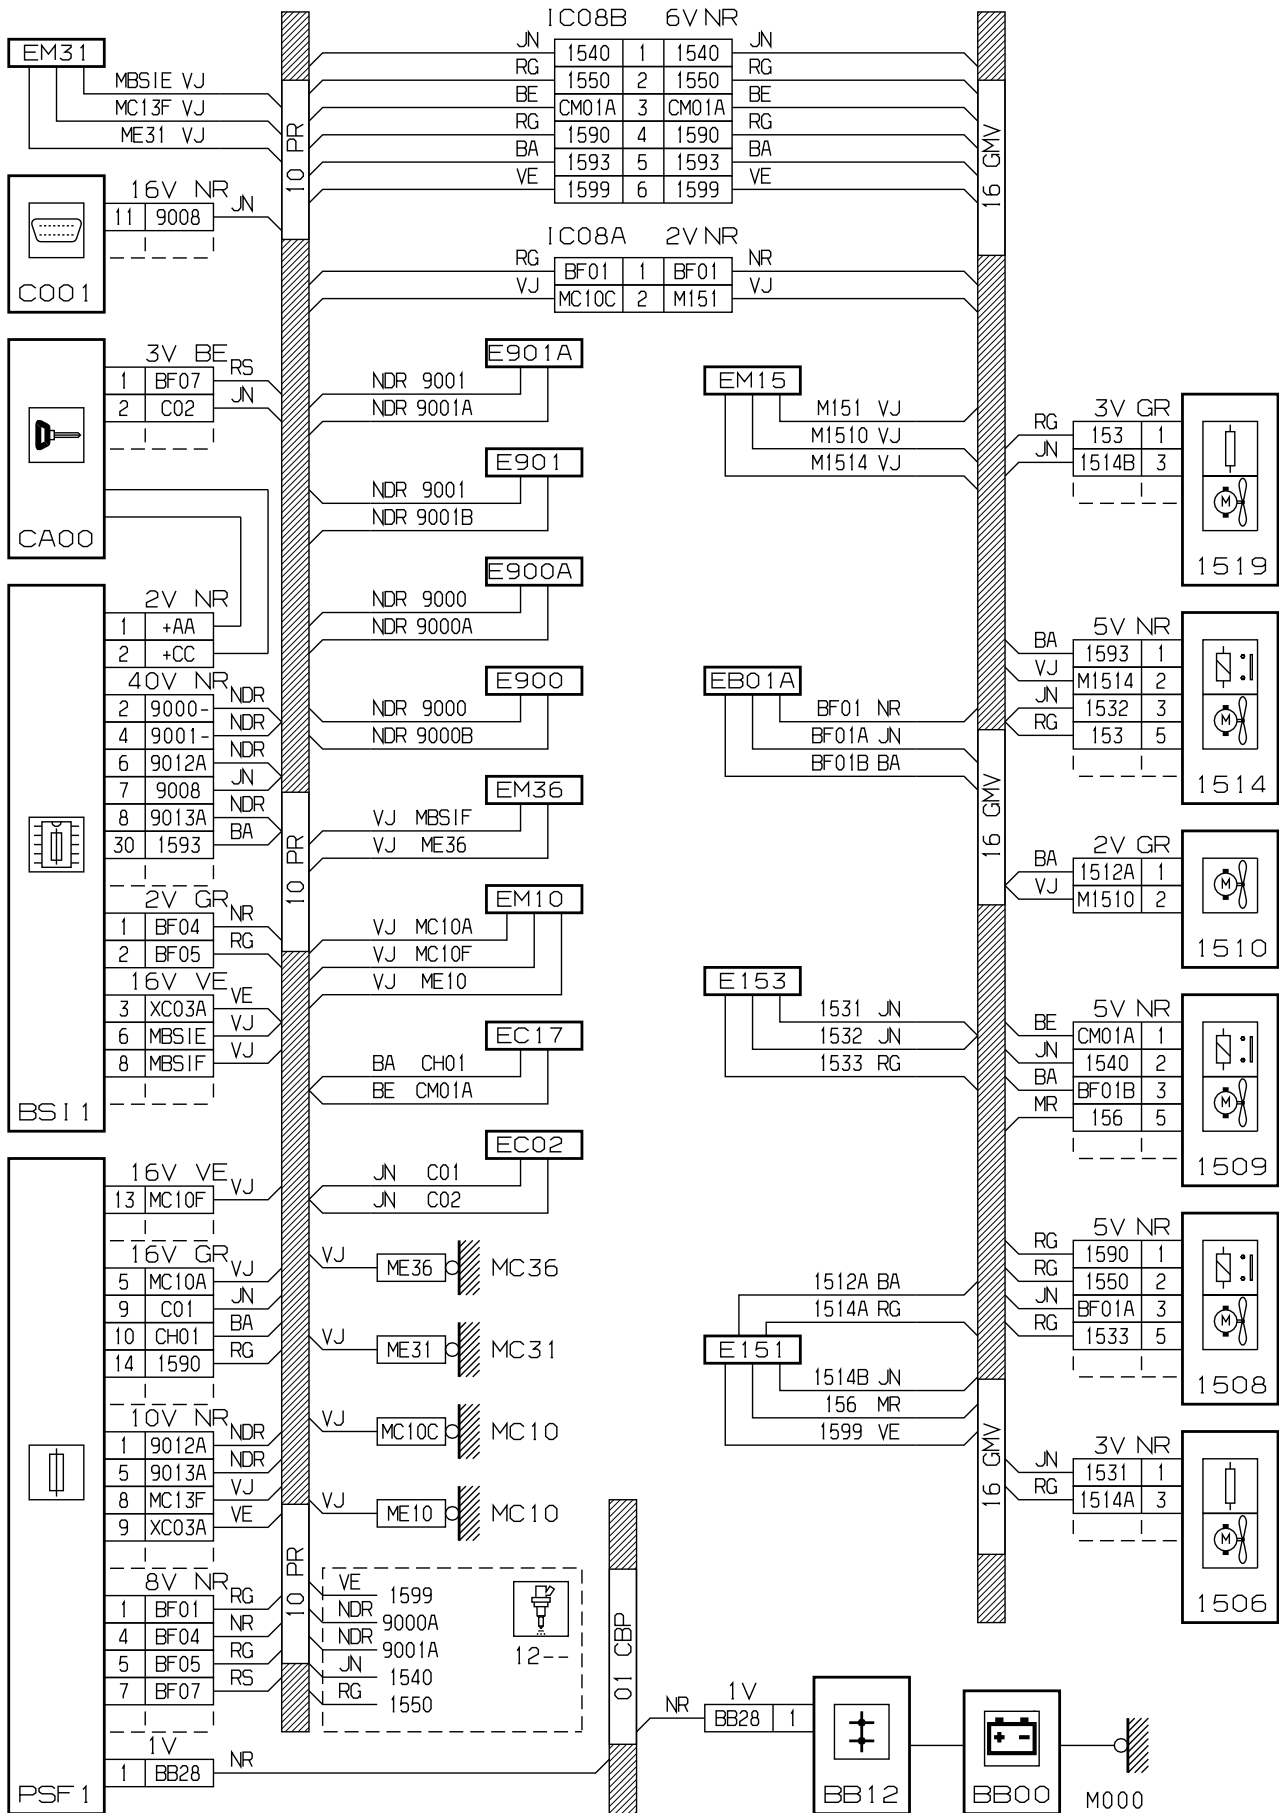 IC08B 6V NR
JN 1540 1 1540 JN
RG 1550 2 1550 RG
BE CM01A 3 CM01A BE
RG 1590 4 1590 RG
BA 1593 5 1593 BA
VE 1599 6 1599 VE
IC08A 2V NR
RG BF01 1 BF01 NR
VJ MC10C 2 M151 VJ
EM31
MBSIE VJ
MC13F VJ
ME31 VJ
16V NR
11 9008 JN
C001
3V BE
1 BF07 RS
2 C02 JN
CA00
2V NR
1 +AA
2 +CC
40V NR
2 9000- NDR
4 9001- NDR
6 9012A NDR
7 9008 JN
8 9013A NDR
30 1593 BA
2V GR
1 BF04 NR
2 BF05 RG
16V VE
3 XC03A VE
6 MBSIE VJ
8 MBSIF VJ
BSI1
16V VE
13 MC10F VJ
16V GR
5 MC10A VJ
9 C01 JN
10 CH01 BA
14 1590 RG
10V NR
1 9012A NDR
5 9013A NDR
8 MC13F VJ
9 XC03A VE
8V NR
1 BF01 RG
4 BF04 NR
5 BF05 RG
7 BF07 RS
1V
1 BB28 NR
PSF1
10 PR
10 PR
10 PR
E901A
NDR 9001
NDR 9001A
E901
NDR 9001
NDR 9001B
E900A
NDR 9000
NDR 9000A
E900
NDR 9000
NDR 9000B
EM36
VJ MBSIF
VJ ME36
EM10
VJ MC10A
VJ MC10F
VJ ME10
EC17
BA CH01
BE CM01A
EC02
JN C01
JN C02
VJ ME36 MC36
VJ ME31 MC31
VJ MC10C MC10
VJ ME10 MC10
VE 1599
NDR 9000A
NDR 9001A
JN 1540
RG 1550
12--
01 CBP
EM15
M151 VJ
M1510 VJ
M1514 VJ
EB01A
BF01 NR
BF01A JN
BF01B BA
E153
1531 JN
1532 JN
1533 RG
1512A BA
1514A RG
E151
1514B JN
156 MR
1599 VE
16 GMV
16 GMV
16 GMV
3V GR
RG 153 1
JN 1514B 3
M
1519
5V NR
BA 1593 1
VJ M1514 2
JN 1532 3
RG 153 5
M
1514
2V GR
BA 1512A 1
VJ M1510 2
M
1510
5V NR
BE CM01A 1
JN 1540 2
BA BF01B 3
MR 156 5
M
1509
5V NR
RG 1590 1
RG 1550 2
JN BF01A 3
RG 1533 5
M
1508
3V NR
JN 1531 1
RG 1514A 3
M
1506
1V
NR BB28 1
BB12
+ -
BB00
M000